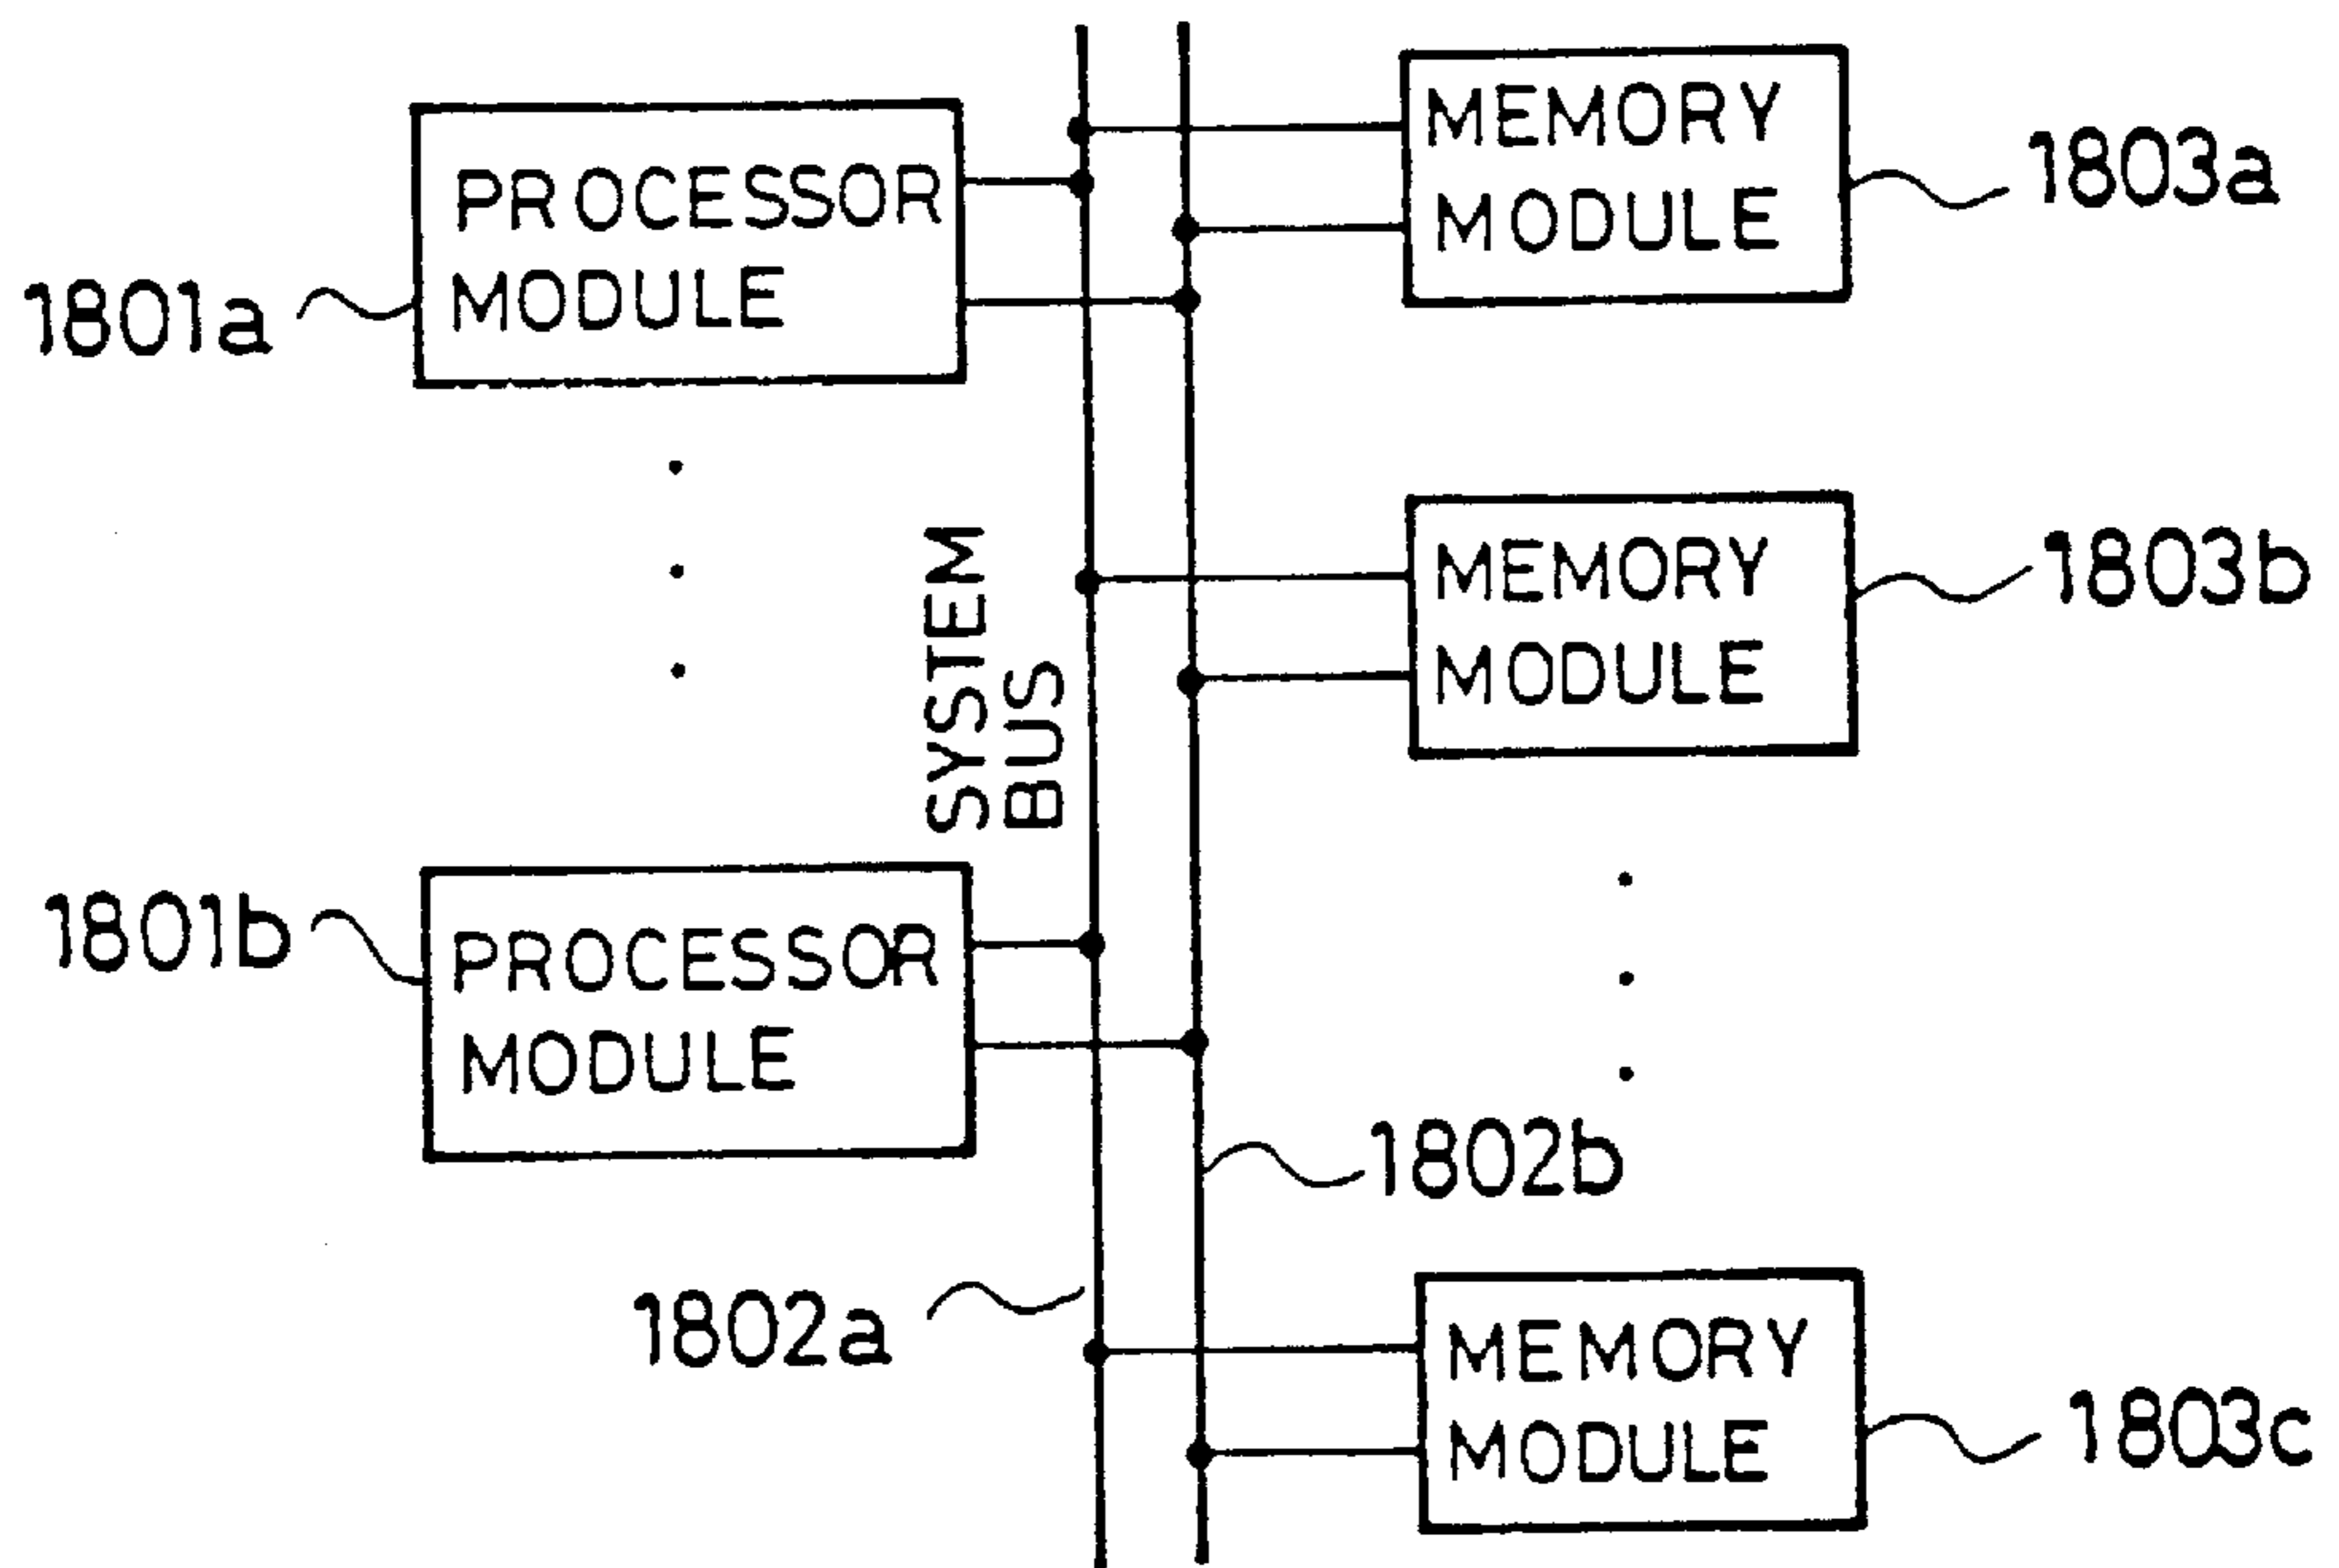 PROCESSOR
MODULE
1801a
MEMORY
MODULE
1803a
SYSTEM
BUS
MEMORY
MODULE
1803b
1801b
PROCESSOR
MODULE
1802b
1802a
MEMORY
MODULE
1803c